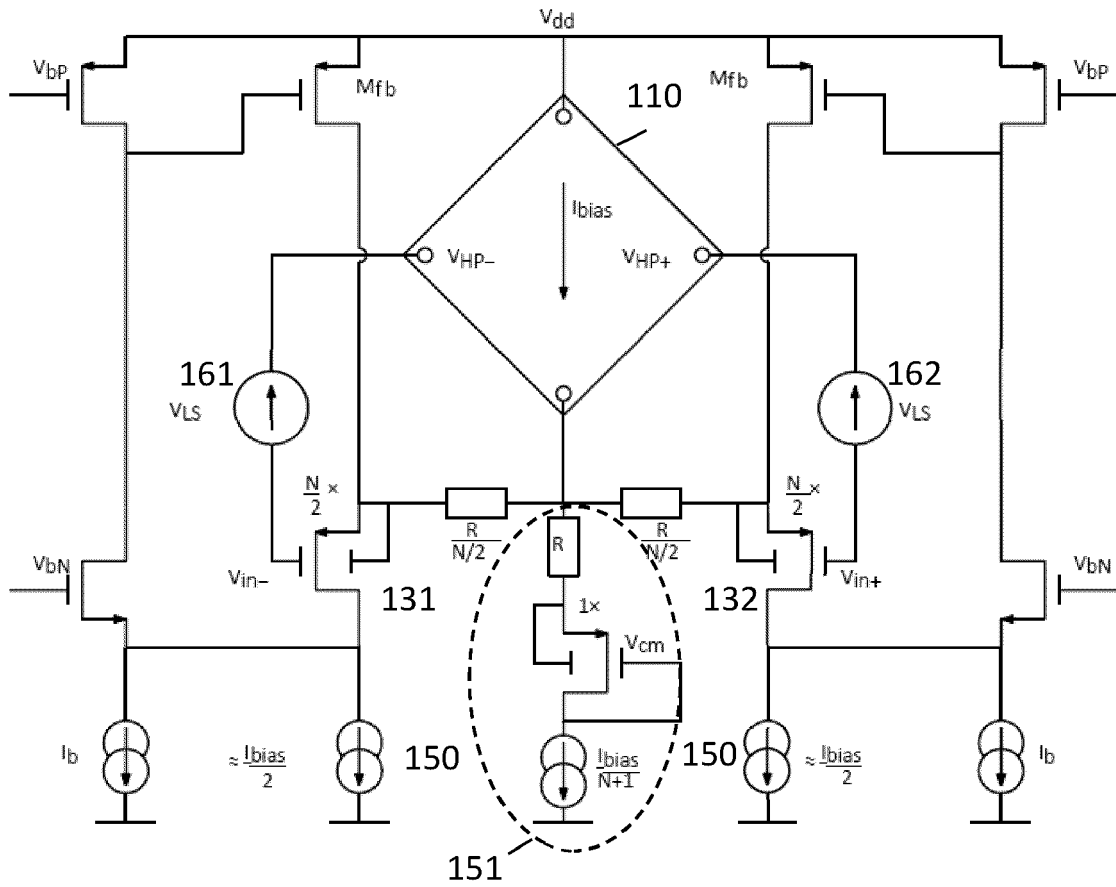 Vdd
VbP
Mfb
Mfb
VbP
110
Ibias
VHP−
VHP+
161
VLS
162
VLS
N/2 ×
R
N/2
R
N/2
N/2 ×
R
VbN
Vin−
131
132
Vin+
VbN
1×
Vcm
Ib
≈ Ibias/2
150
Ibias
N+1
150
≈ Ibias/2
Ib
151